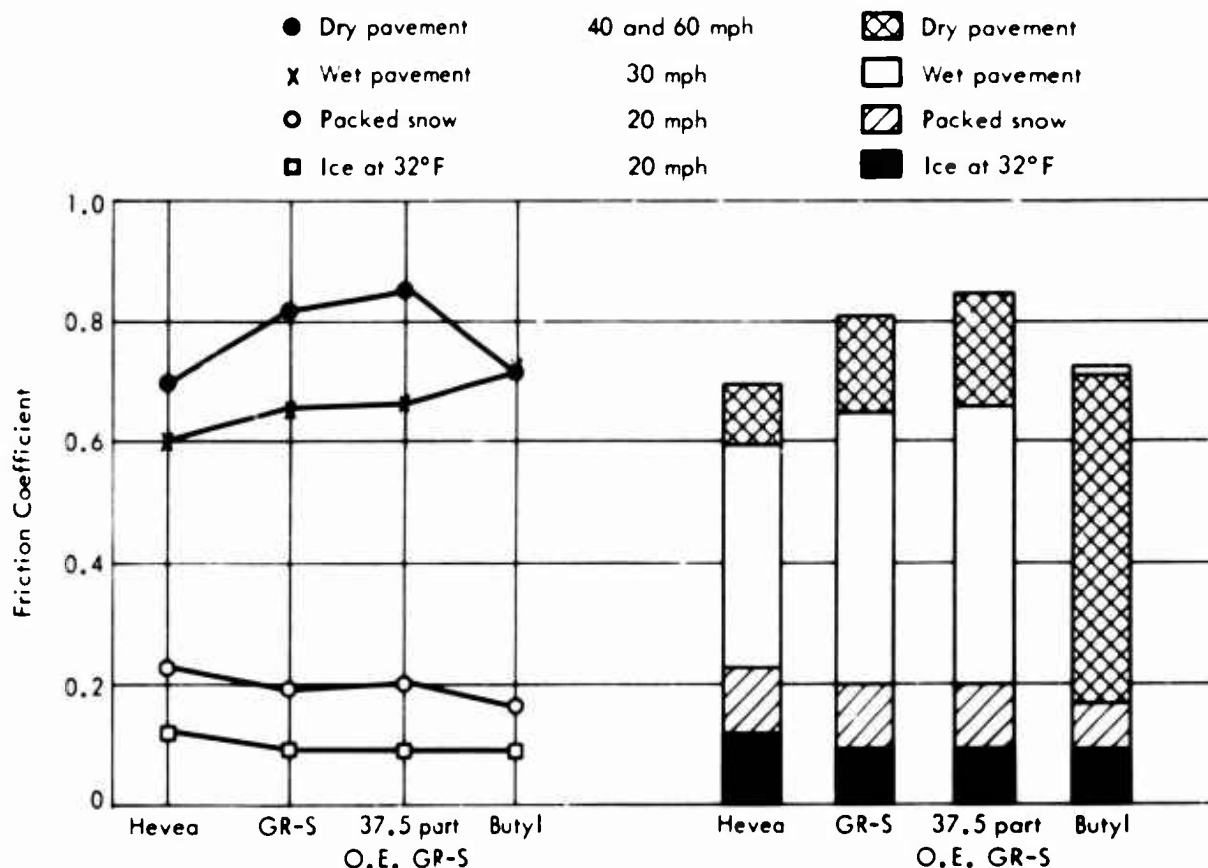 Dry pavement 40 and 60 mph Dry pavement
Wet pavement 30 mph Wet pavement
Packed snow 20 mph Packed snow
Ice at 32°F 20 mph Ice at 32°F
1.0
0.8
0.6
0.4
0.2
0
Friction Coefficient
Hevea GR-S 37.5 part Butyl Hevea GR-S 37.5 part Butyl
O.E. GR-S O.E. GR-S